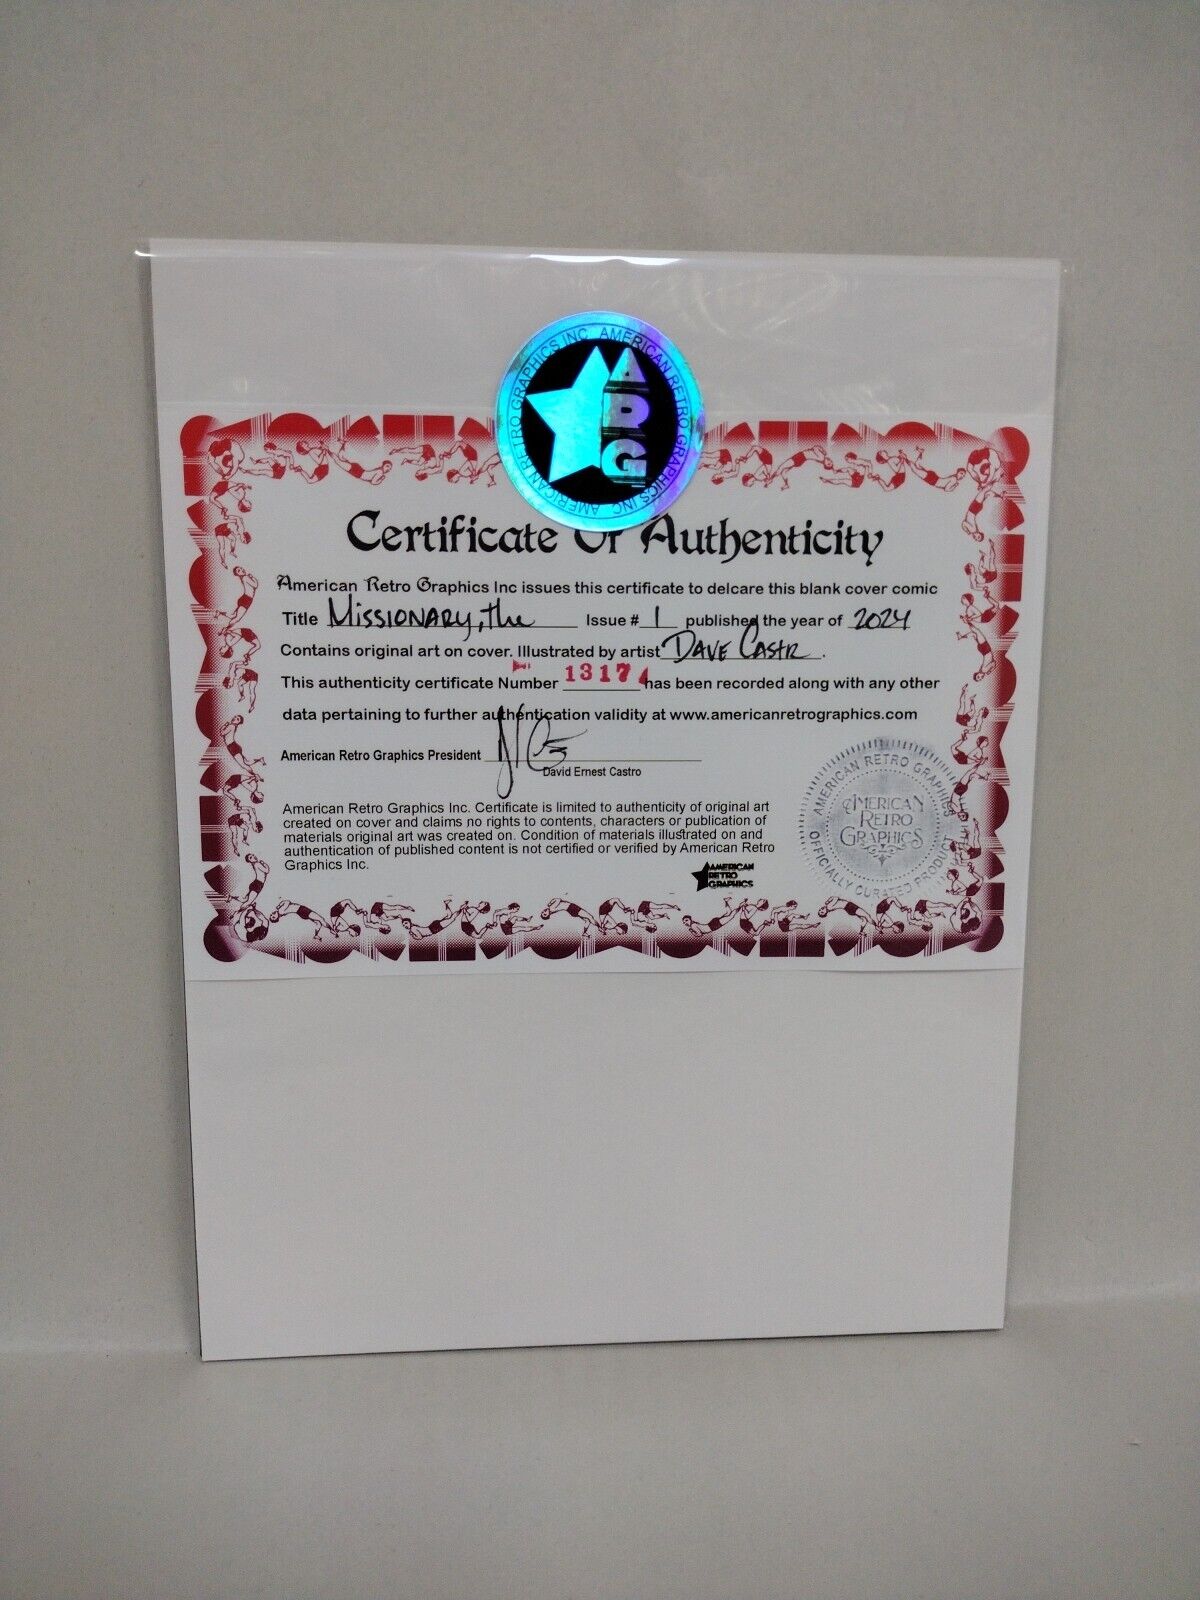 AMERICAN RETRO GRAPHICS INC. AMERICAN RETRO GRAPHICS INC.
ARG
Certificate Of Authenticity
American Retro Graphics Inc issues this certificate to delcare this blank cover comic
Title Missionary, the Issue # 1 published the year of 2024
Contains original art on cover. Illustrated by artist Dave Castr.
This authenticity certificate Number 13174 has been recorded along with any other
data pertaining to further authentication validity at www.americanretrographics.com
American Retro Graphics President
David Ernest Castro
American Retro Graphics Inc. Certificate is limited to authenticity of original art
created on cover and claims no rights to contents, characters or publication of
materials original art was created on. Condition of materials illustrated on and
authentication of published content is not certified or verified by American Retro
Graphics Inc.
AMERICAN
RETRO
GRAPHICS
AMERICAN RETRO GRAPHICS
AMERICAN
RETRO
GRAPHICS
OFFICIALLY CURATED PRODUCT